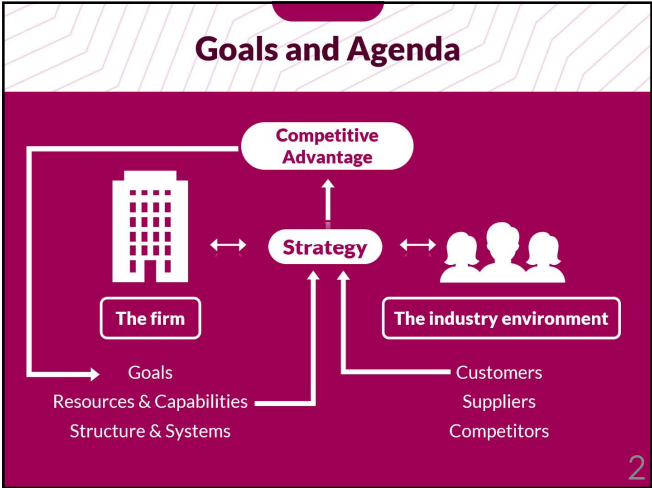 Goals and Agenda
Competitive
Advantage
Strategy
The firm
The industry environment
Goals
Resources & Capabilities
Structure & Systems
Customers
Suppliers
Competitors
2